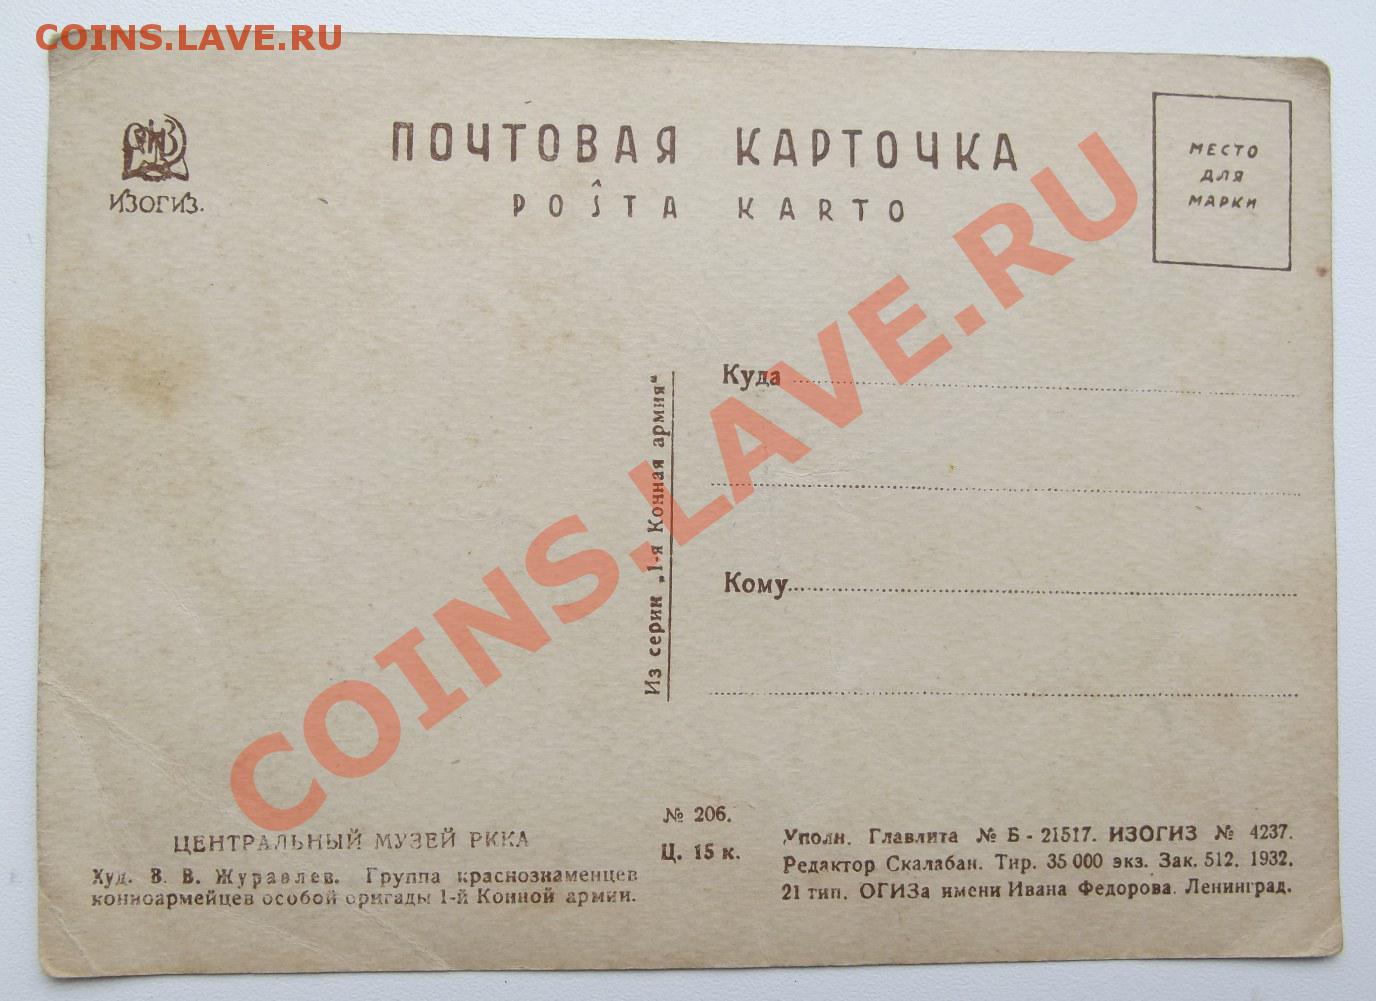 COINS.LAVE.RU
ИЗОГИЗ.
ПОЧТОВАЯ КАРТОЧКА
POŜTA KARTO
МЕСТО
ДЛЯ
МАРКИ
Куда
Из серии „1-я Конная армия“
Кому
COINS.LAVE.RU
ЦЕНТРАЛЬНЫЙ МУЗЕЙ РККА
Худ. В. В. Журавлев. Группа краснознаменцев
конноармейцев особой бригады 1-й Конной армии.
№ 206.
Ц. 15 к.
Уполн. Главлита № Б - 21517. ИЗОГИЗ № 4237.
Редактор Скалабан. Тир. 35 000 экз. Зак. 512. 1932.
21 тип. ОГИЗа имени Ивана Федорова. Ленинград.